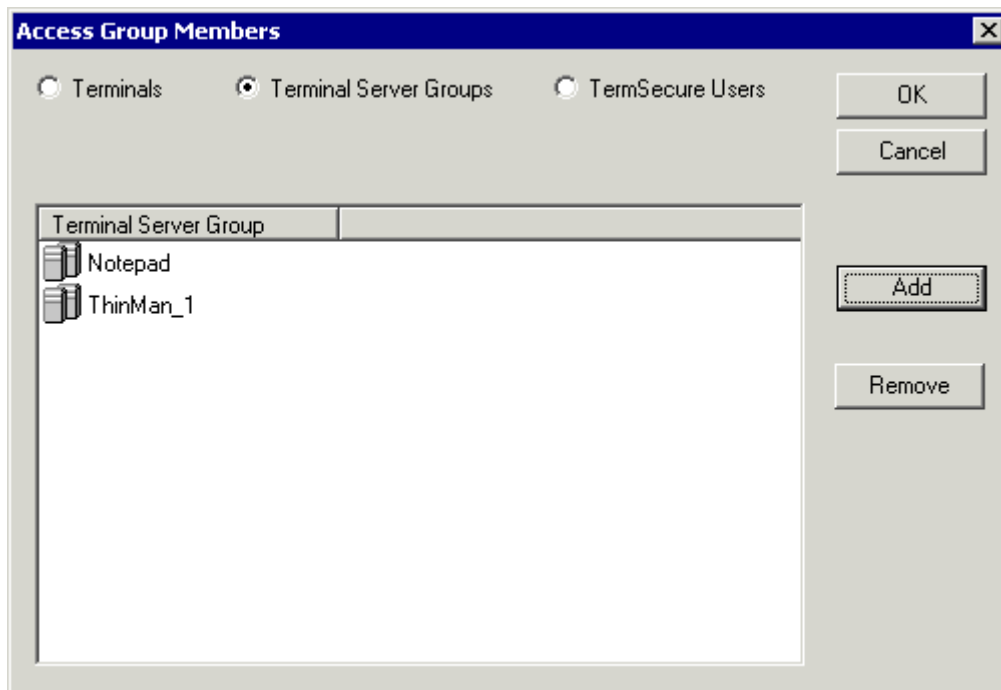 Access Group Members
Terminals Terminal Server Groups TermSecure Users
OK
Cancel
Terminal Server Group
Notepad
Add
ThinMan_1
Remove